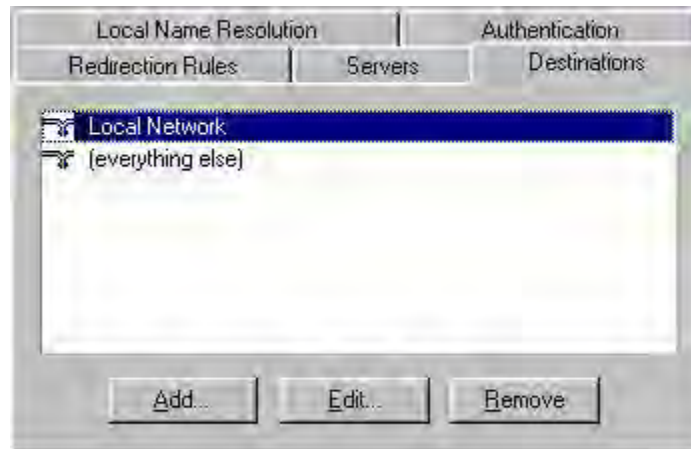 Local Name Resolution Authentication
Redirection Rules Servers Destinations
Local Network
(everything else)
Add... Edit... Remove